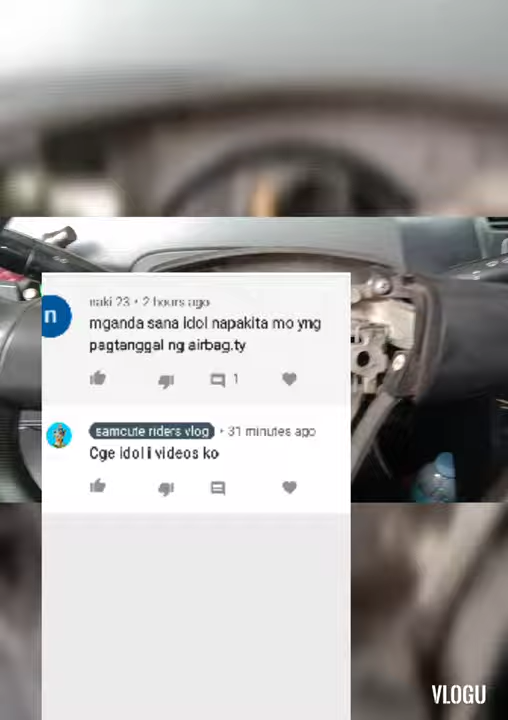 n
naki 23 • 2 hours ago
mganda sana idol napakita mo yng
pagtanggal ng airbag.ty
1
samcute riders vlog • 31 minutes ago
Cge idol i videos ko
VLOGU